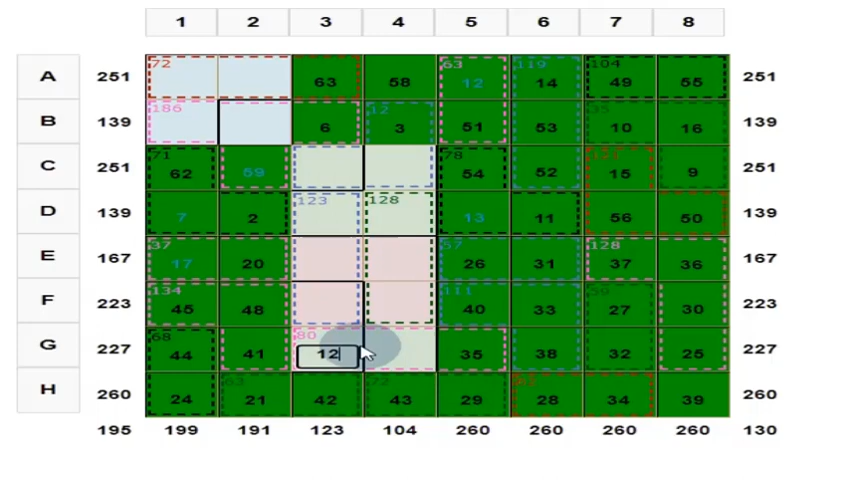 1 2 3 4 5 6 7 8
72 63 119 104
A 251 63 58 12 14 49 55 251
186 12 35
B 139 6 3 51 53 10 16 139
71 78 121
C 251 62 59 54 52 15 9 251
123 128
D 139 7 2 13 11 56 50 139
37 57 128
E 167 17 20 26 31 37 36 167
134 111
F 223 45 48 40 33 27 30 223
68 80
G 227 44 41 12 35 38 32 25 227
63 72 62
H 260 24 21 42 43 29 28 34 39 260
195 199 191 123 104 260 260 260 260 130